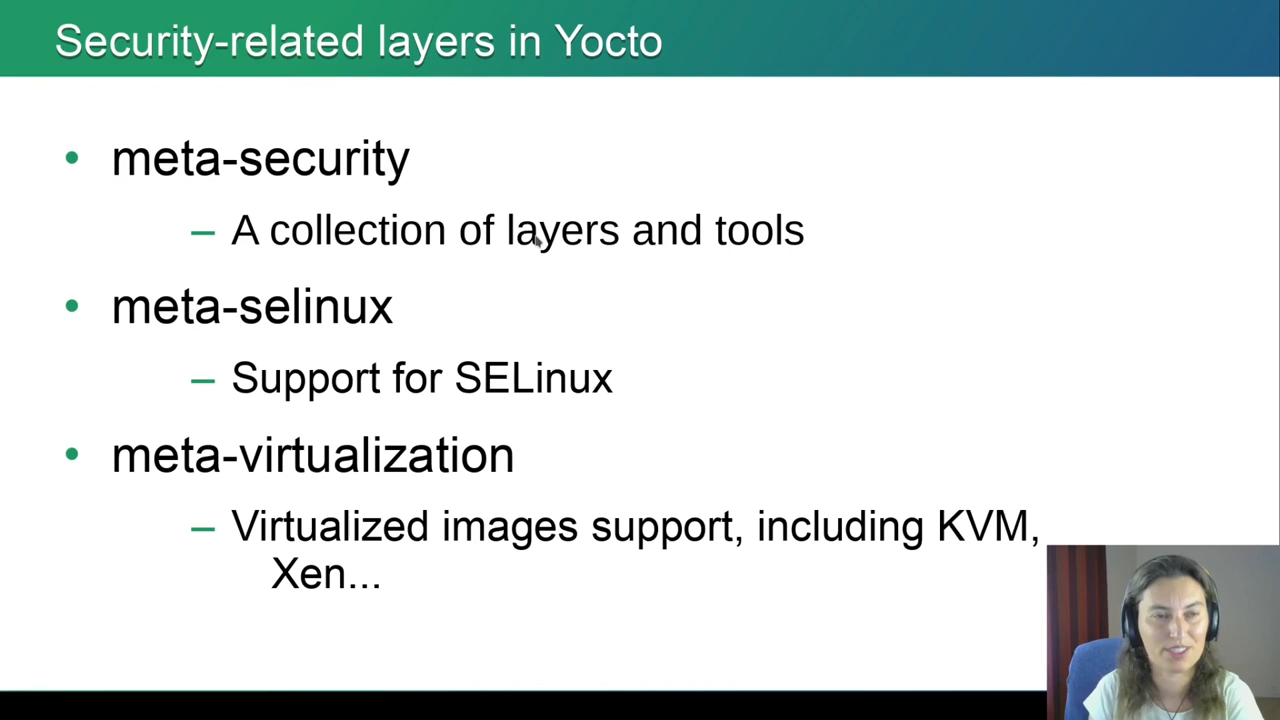 Security-related layers in Yocto
• meta-security
– A collection of layers and tools
• meta-selinux
– Support for SELinux
• meta-virtualization
– Virtualized images support, including KVM,
Xen...